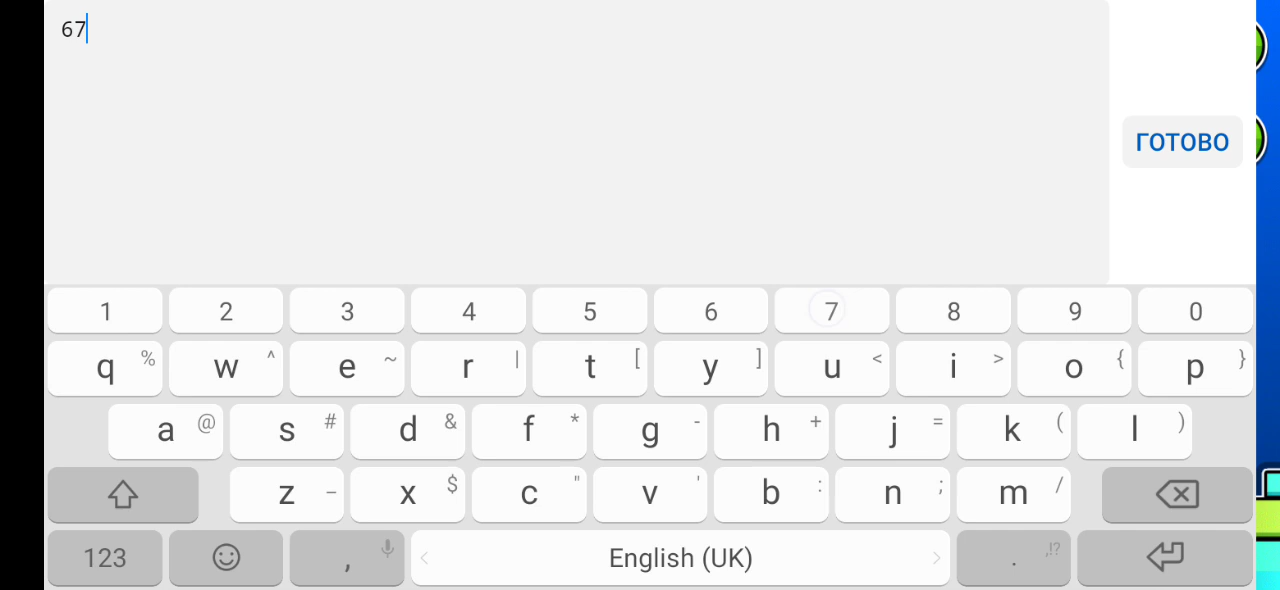 67
ГОТОВО
1 2 3 4 5 6 7 8 9 0
q % w ^ e ~ r | t [ y ] u < i > o { p }
a @ s # d & f * g - h + j = k ( l )
z _ x $ c " v ' b : n ; m /
123 , < English (UK) > . ,!?